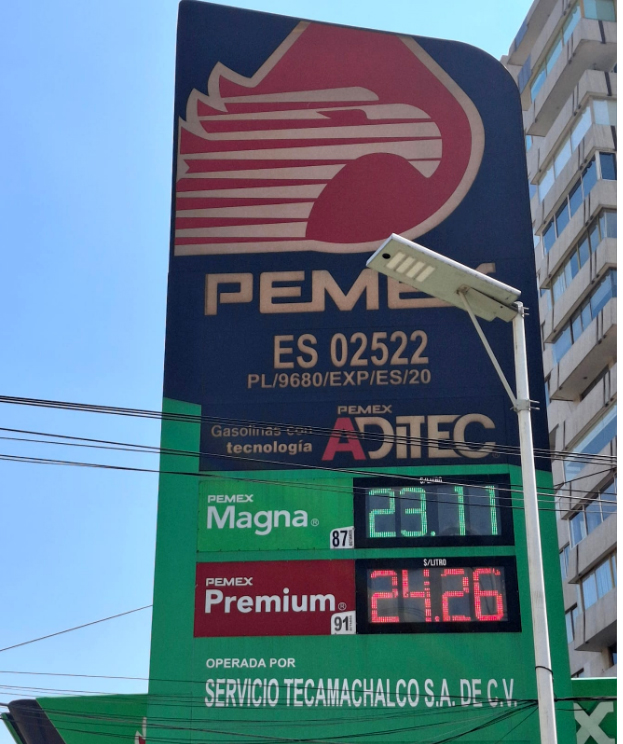 PEMEX
ES 02522
PL/9680/EXP/ES/20
PEMEX
Gasolinas con
tecnología
ADiTEC
PEMEX
Magna®
87
23.11
S/LITRO
PEMEX
Premium®
91
24.26
OPERADA POR
SERVICIO TECAMACHALCO S.A. DE C.V.